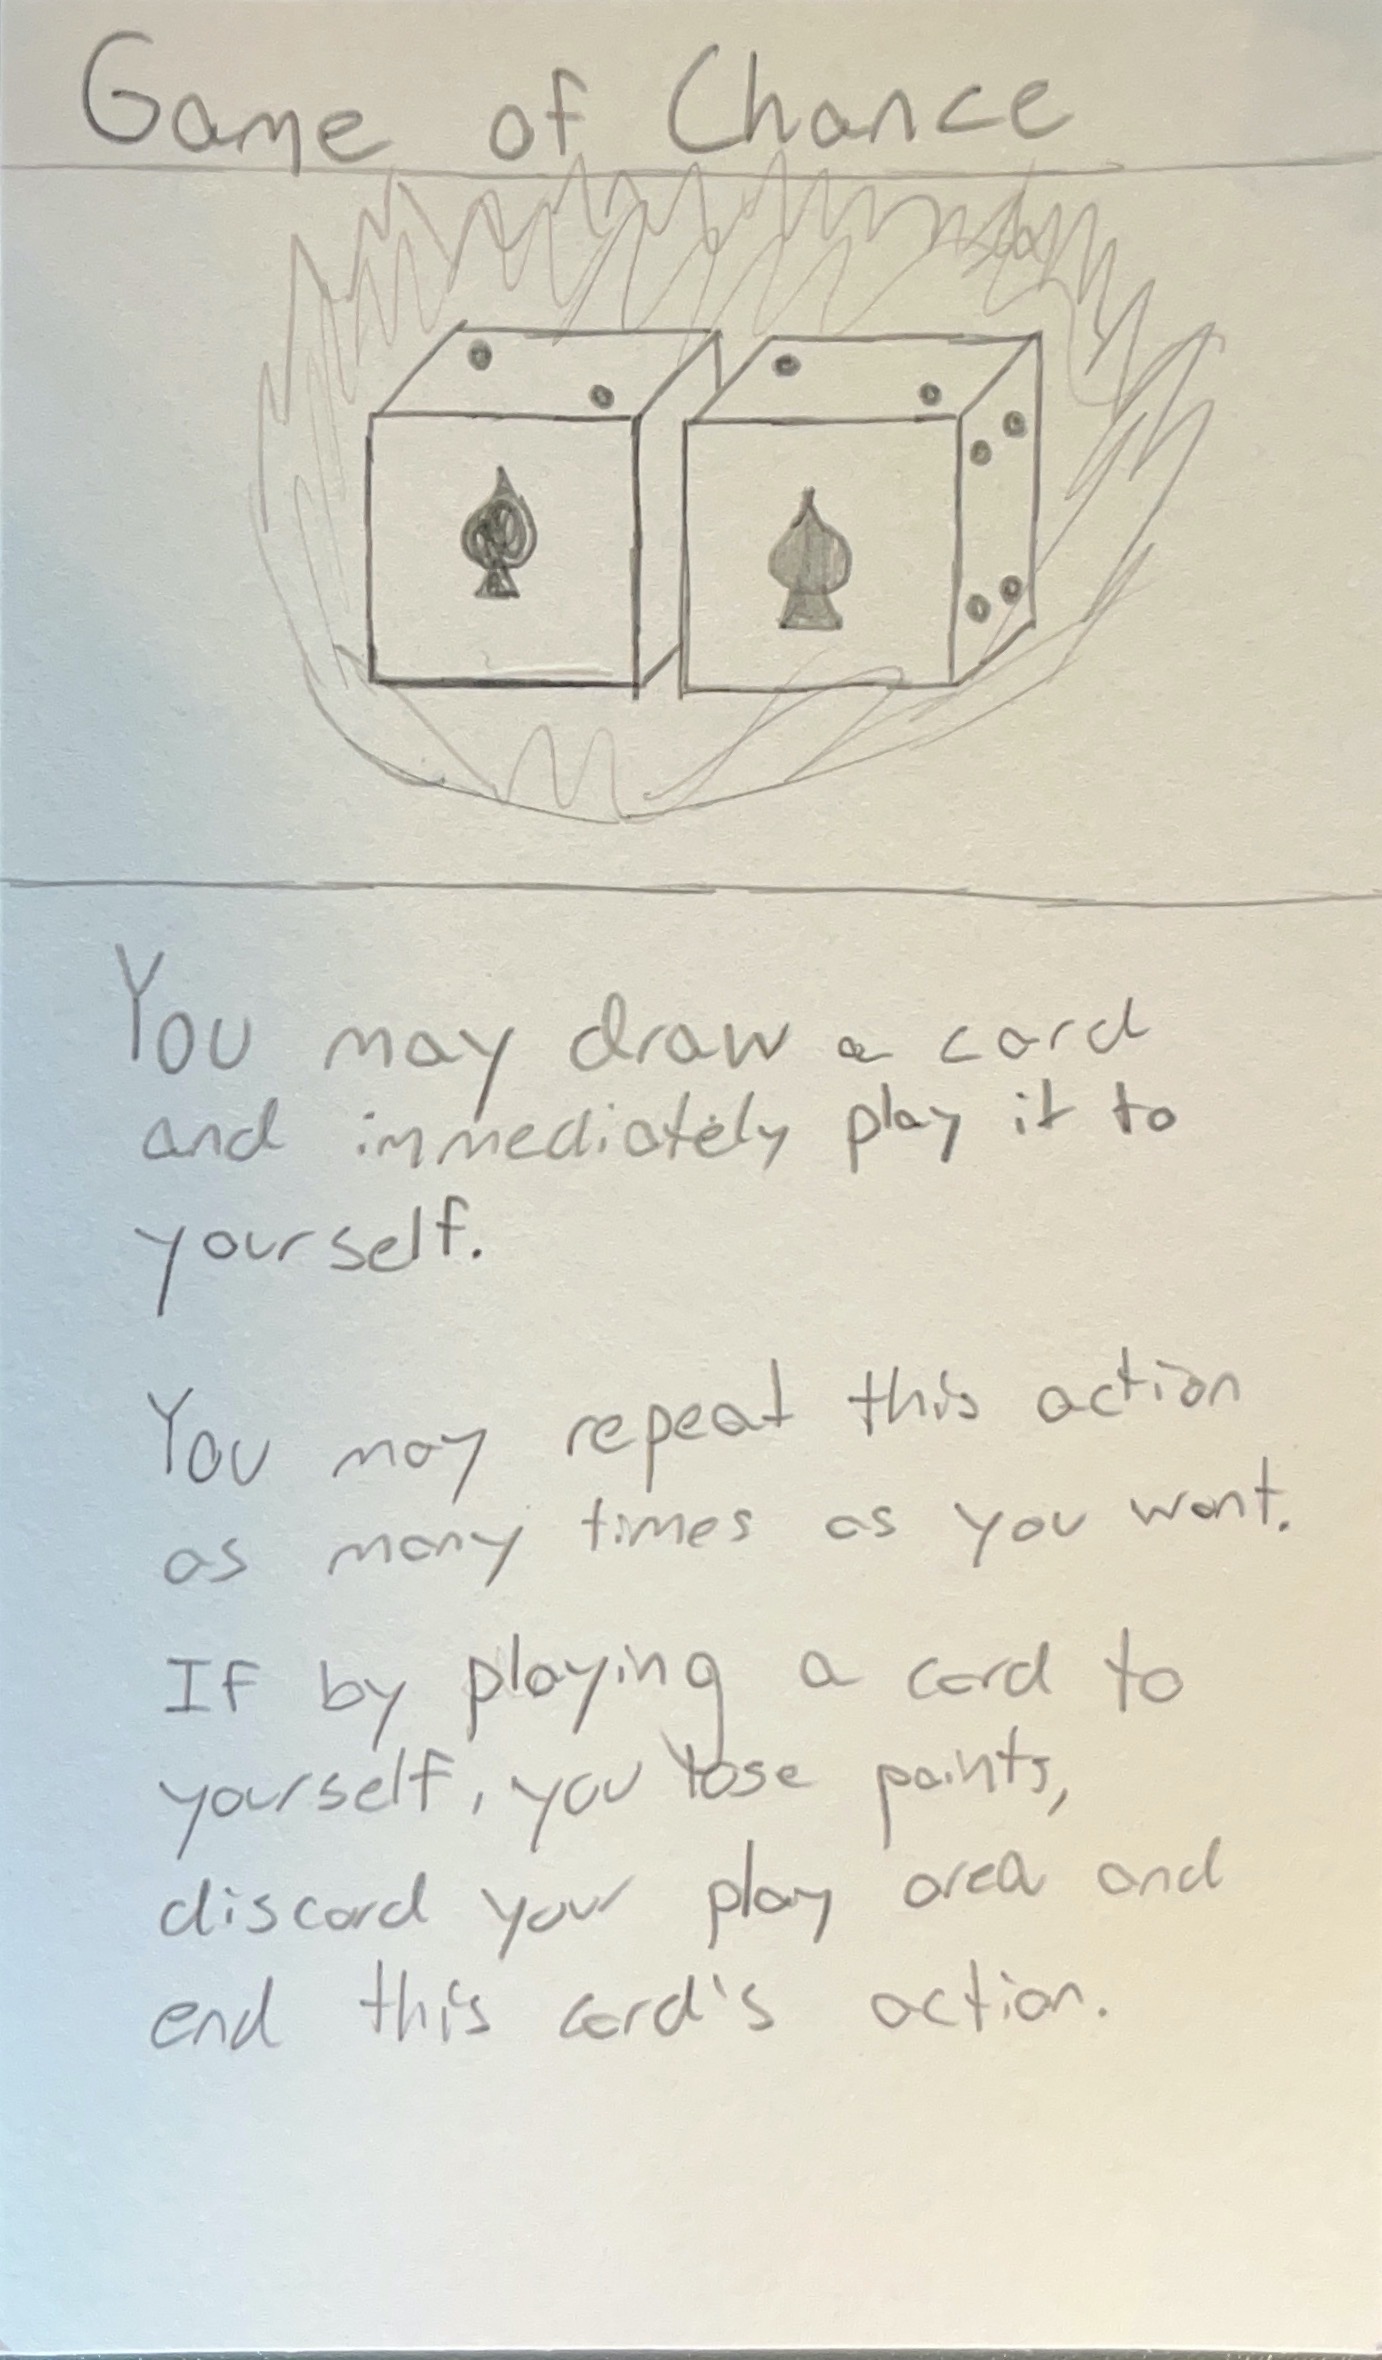 Game of Chance
You may draw a card
and immediately play it to
yourself.
You may repeat this action
as many times as you want.
If by playing a card to
yourself, you lose points,
discard your play area and
end this card's action.